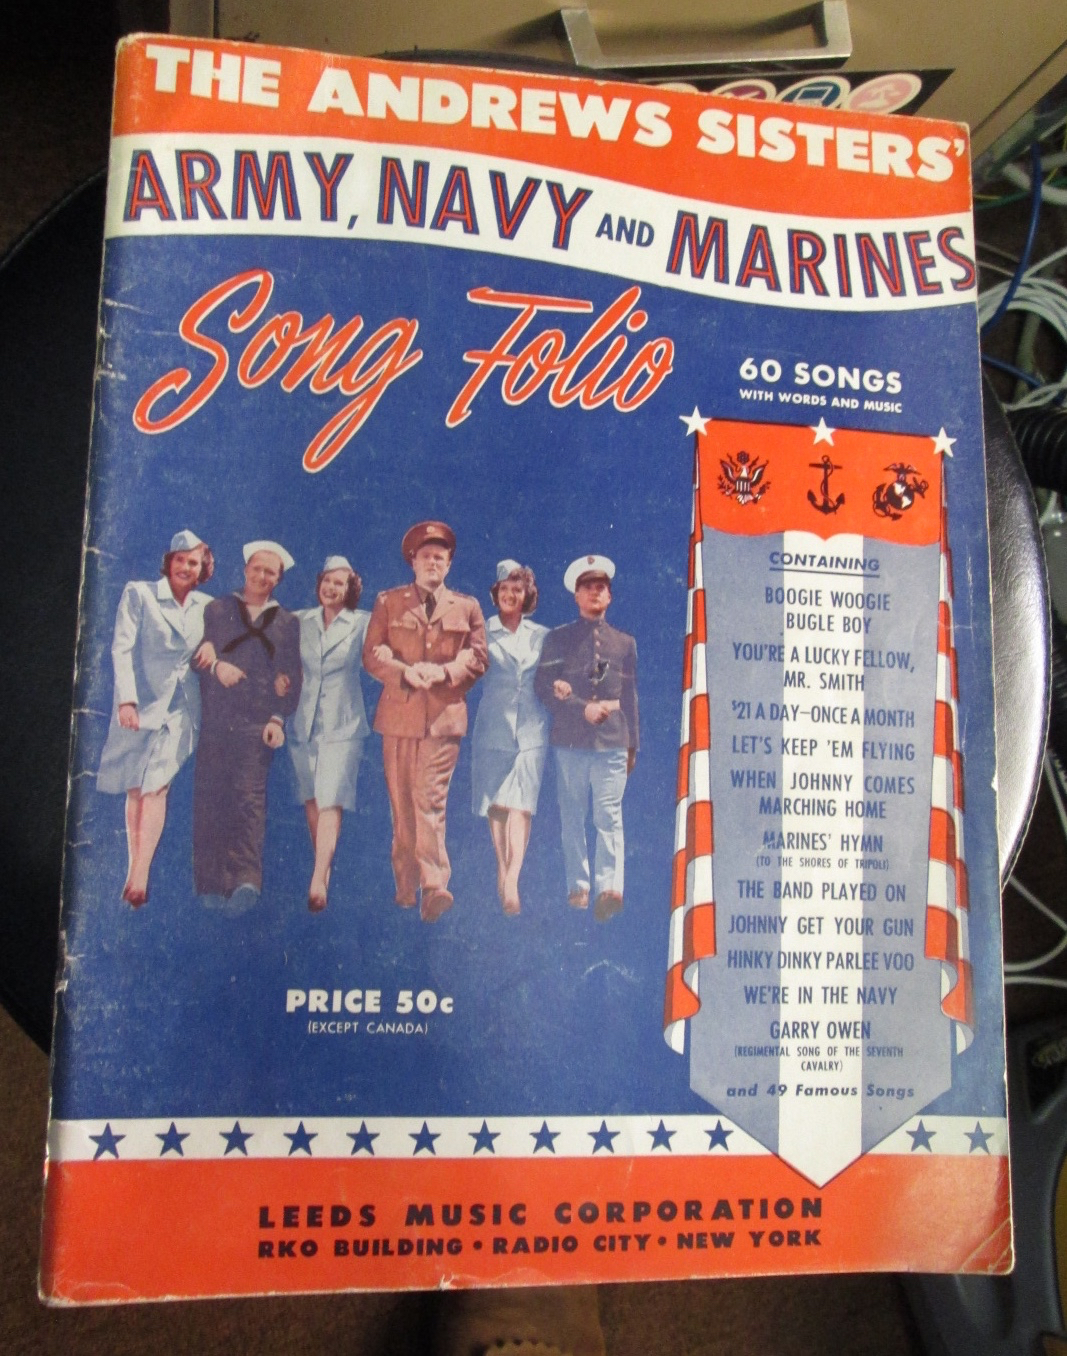 THE ANDREWS SISTERS'
ARMY, NAVY AND MARINES
Song Folio
60 SONGS
WITH WORDS AND MUSIC
CONTAINING
BOOGIE WOOGIE
BUGLE BOY
YOU'RE A LUCKY FELLOW,
MR. SMITH
$21 A DAY—ONCE A MONTH
LET'S KEEP 'EM FLYING
WHEN JOHNNY COMES
MARCHING HOME
MARINES' HYMN
(TO THE SHORES OF TRIPOLI)
THE BAND PLAYED ON
JOHNNY GET YOUR GUN
HINKY DINKY PARLEE VOO
WE'RE IN THE NAVY
GARRY OWEN
(REGIMENTAL SONG OF THE SEVENTH
CAVALRY)
and 49 Famous Songs
PRICE 50c
(EXCEPT CANADA)
LEEDS MUSIC CORPORATION
RKO BUILDING • RADIO CITY • NEW YORK